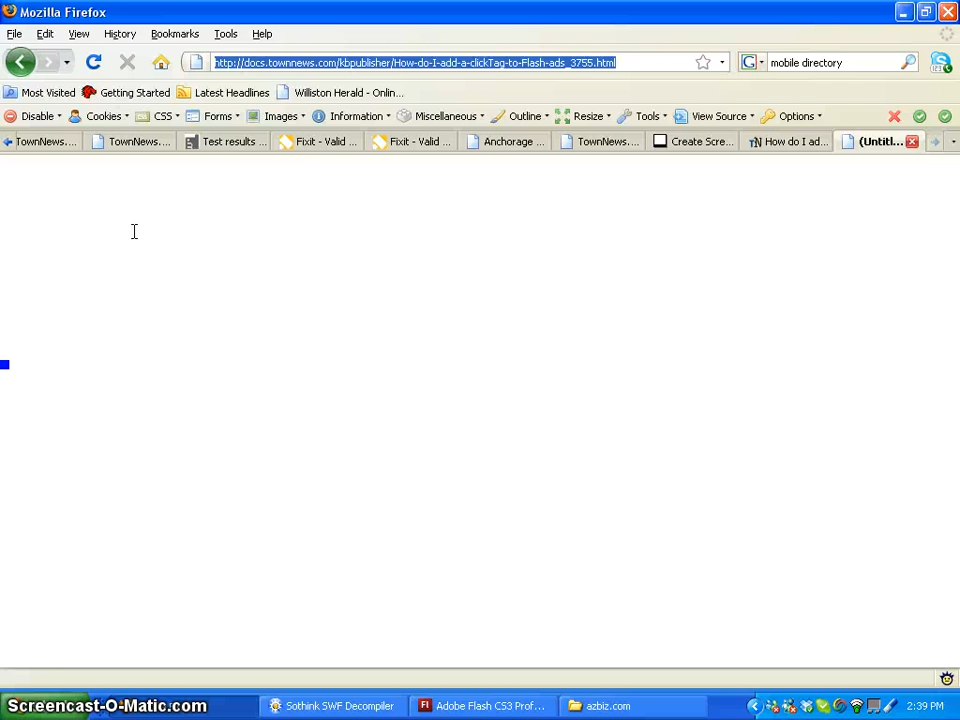 Mozilla Firefox
File Edit View History Bookmarks Tools Help
http://docs.townnews.com/kbpublisher/How-do-I-add-a-clickTag-to-Flash-ads_3755.html
G mobile directory
Most Visited Getting Started Latest Headlines Williston Herald - Onlin...
Disable Cookies CSS Forms Images Information Miscellaneous Outline Resize Tools View Source Options
TownNews.... TownNews.... Test results ... Fixit - Valid ... Fixit - Valid ... Anchorage ... TownNews.... Create Scre... TN How do I ad... (Untitl...
Screencast-O-Matic.com Sothink SWF Decompiler Fl Adobe Flash CS3 Prof... azbiz.com 2:39 PM